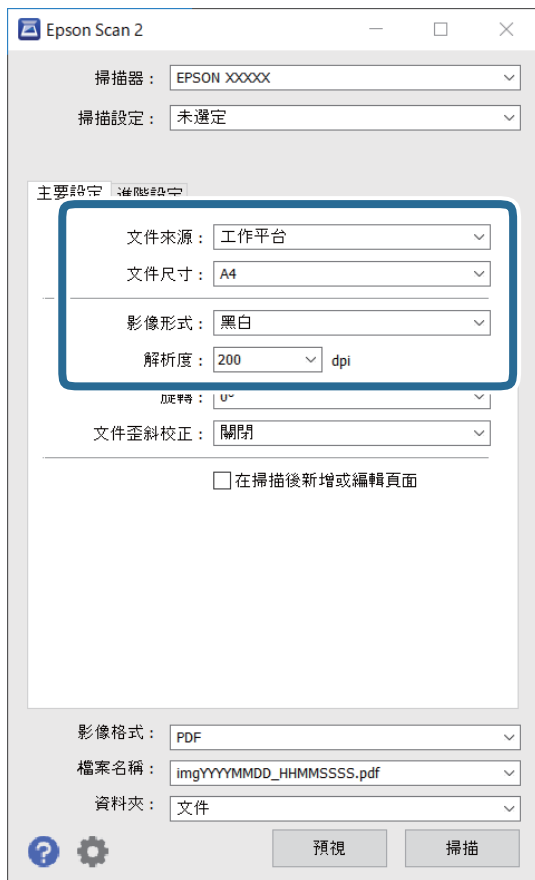 Epson Scan 2
掃描器： EPSON XXXXX
掃描設定： 未選定
主要設定 進階設定
文件來源： 工作平台
文件尺寸： A4
影像形式： 黑白
解析度： 200 dpi
旋轉： 0°
文件歪斜校正： 關閉
在掃描後新增或編輯頁面
影像格式： PDF
檔案名稱： imgYYYYMMDD_HHMMSSSS.pdf
資料夾： 文件
預視 掃描